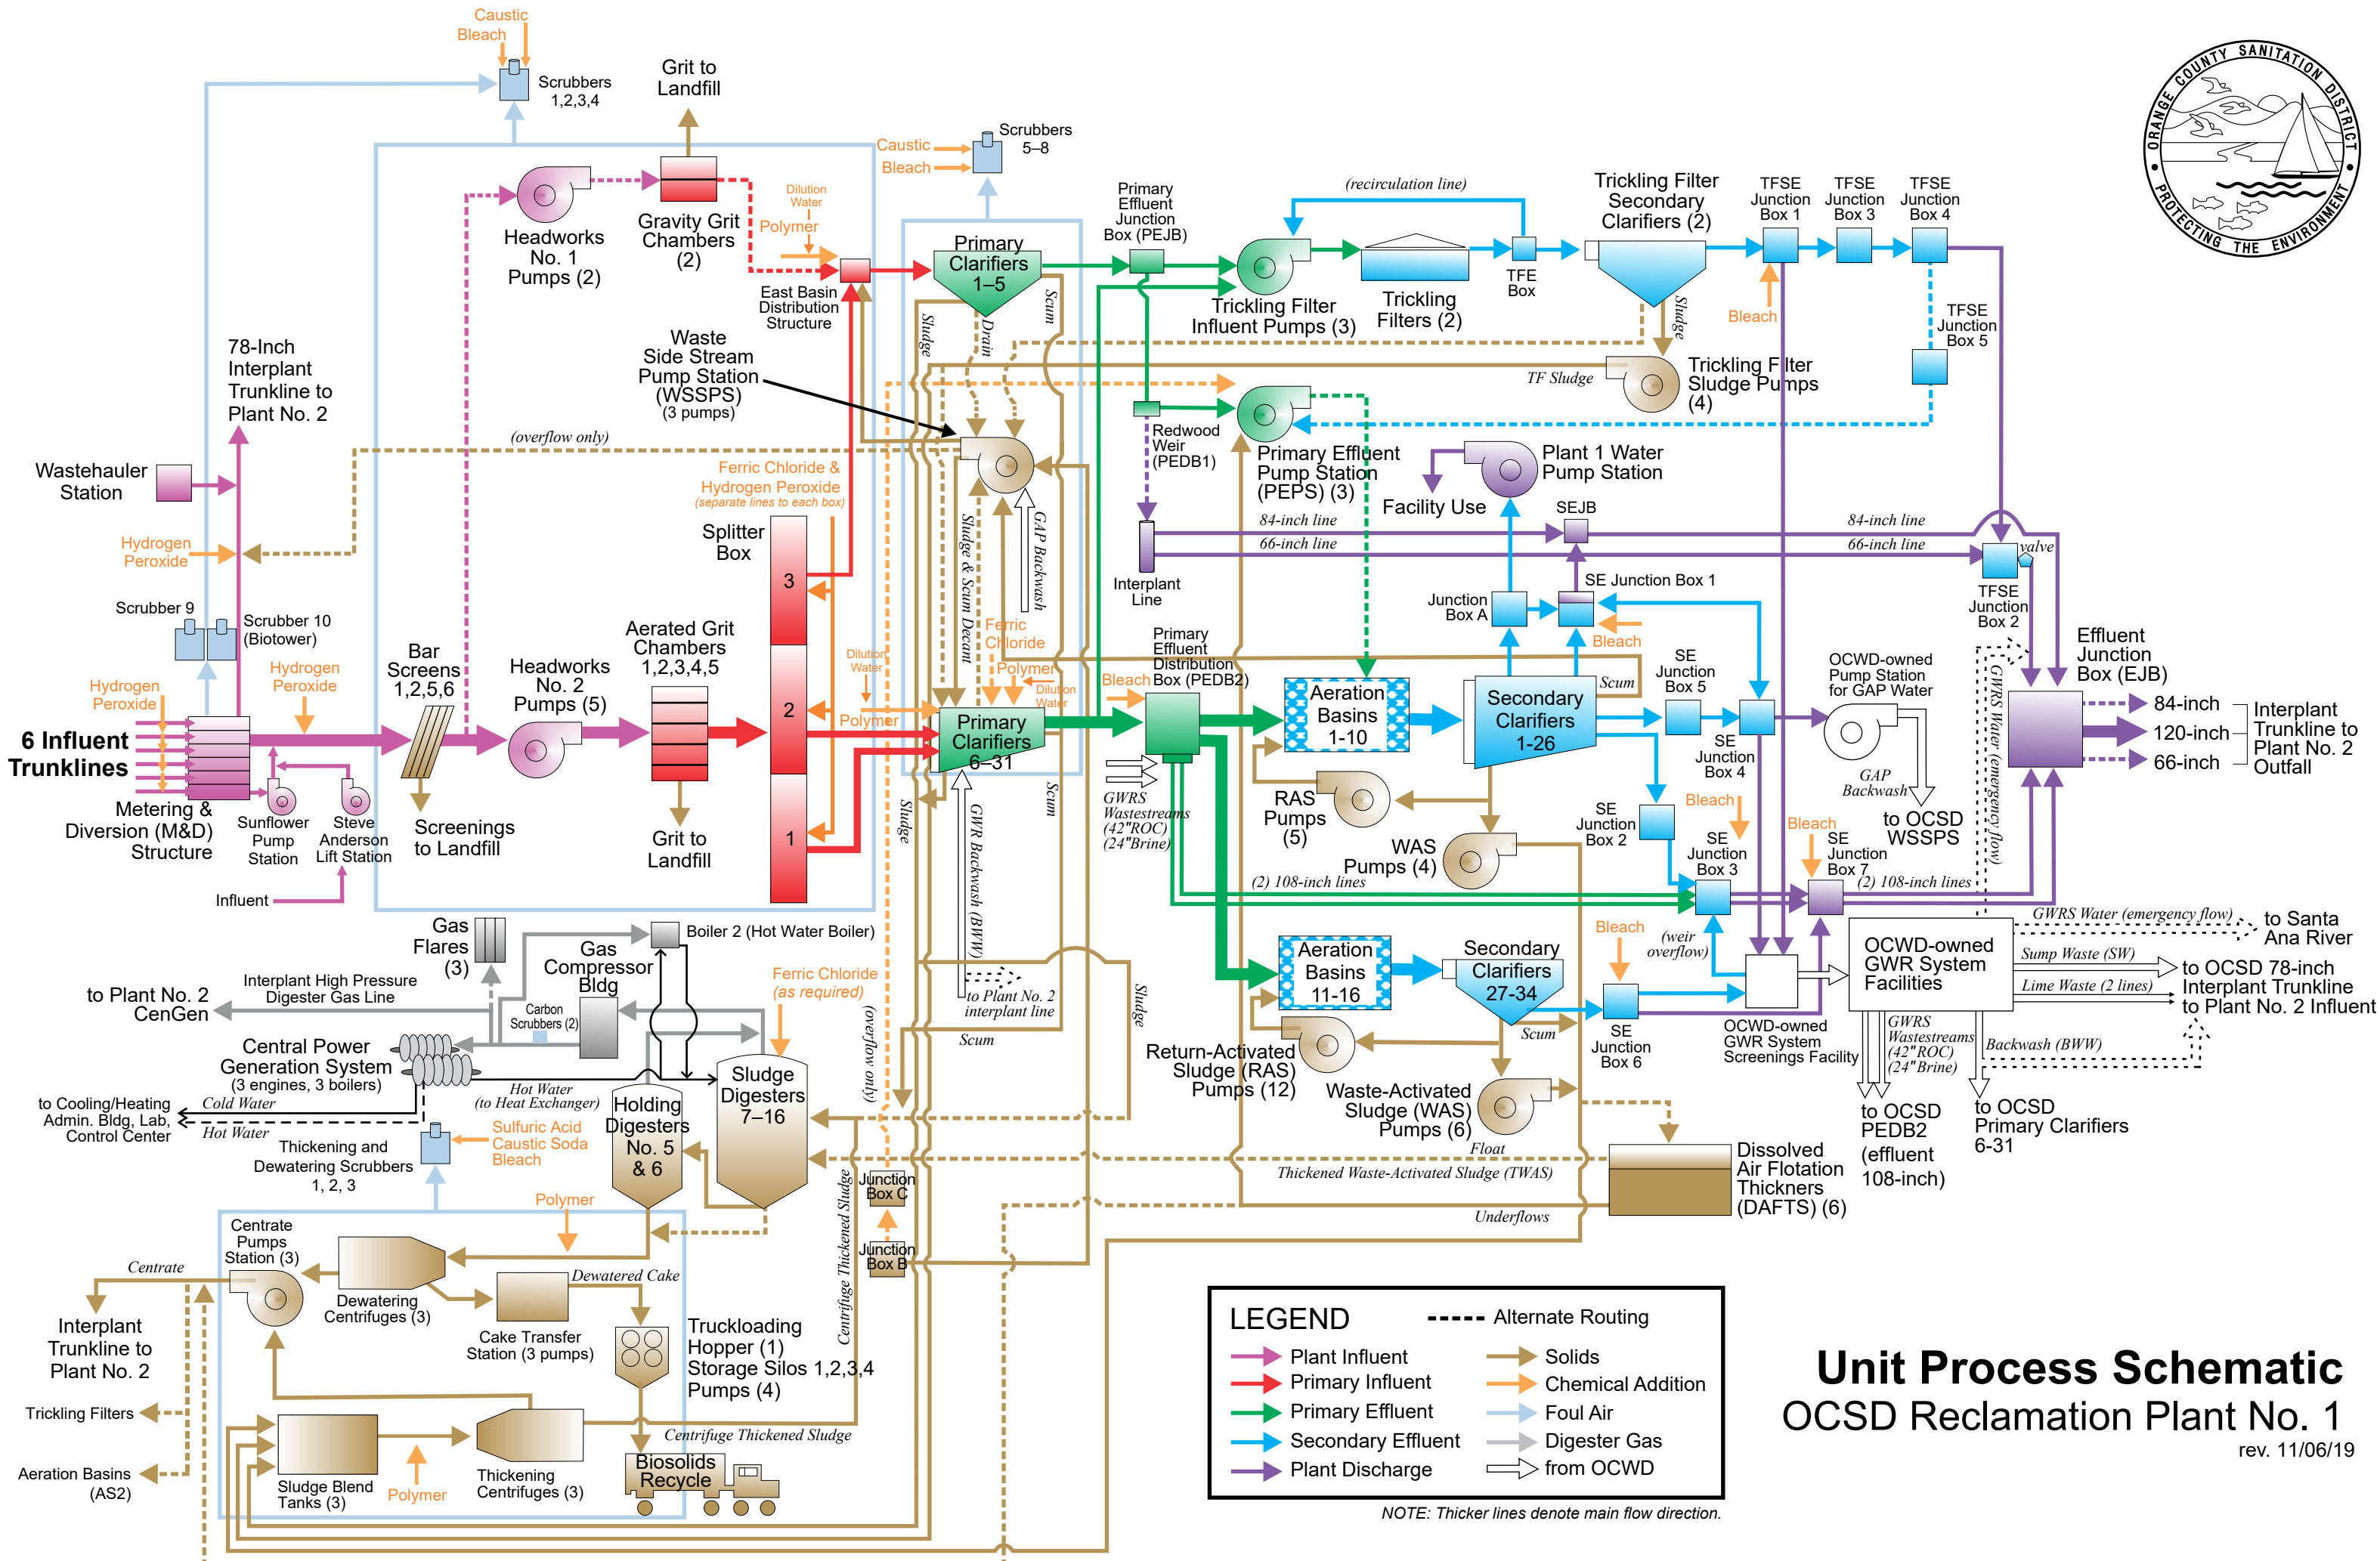 Caustic
Bleach
Scrubbers
1,2,3,4
Grit to
Landfill
Headworks
No. 1
Pumps (2)
Gravity Grit
Chambers
(2)
Dilution
Water
Polymer
East Basin
Distribution
Structure
Caustic
Bleach
Scrubbers
5–8
Primary
Clarifiers
1–5
Scum
Sludge
Drain
Primary
Effluent
Junction
Box (PEJB)
(recirculation line)
Trickling Filter
Influent Pumps (3)
Trickling
Filters (2)
TFE
Box
Trickling Filter
Secondary
Clarifiers (2)
Sludge
TFSE
Junction
Box 1
TFSE
Junction
Box 3
TFSE
Junction
Box 4
Bleach
TFSE
Junction
Box 5
ORANGE COUNTY SANITATION DISTRICT
PROTECTING THE ENVIRONMENT
78-Inch
Interplant
Trunkline to
Plant No. 2
Waste
Side Stream
Pump Station
(WSSPS)
(3 pumps)
(overflow only)
TF Sludge
Trickling Filter
Sludge Pumps
(4)
Redwood
Weir
(PEDB1)
Primary Effluent
Pump Station
(PEPS) (3)
Plant 1 Water
Pump Station
Facility Use
SEJB
84-inch line
66-inch line
84-inch line
66-inch line
valve
Interplant
Line
Wastehauler
Station
Hydrogen
Peroxide
Ferric Chloride &
Hydrogen Peroxide
(separate lines to each box)
Splitter
Box
3
2
1
Sludge & Scum Decant
GAP Backwash
Junction
Box A
SE Junction Box 1
Bleach
TFSE
Junction
Box 2
Scrubber 9
Scrubber 10
(Biotower)
Hydrogen
Peroxide
Hydrogen
Peroxide
6 Influent
Trunklines
Metering &
Diversion (M&D)
Structure
Sunflower
Pump
Station
Steve
Anderson
Lift Station
Influent
Bar
Screens
1,2,5,6
Screenings
to Landfill
Headworks
No. 2
Pumps (5)
Aerated Grit
Chambers
1,2,3,4,5
Grit to
Landfill
Dilution
Water
Polymer
Ferric
Chloride
Polymer
Dilution
Water
Primary
Clarifiers
6–31
Scum
Sludge
GWR Backwash (BWW)
to Plant No. 2
interplant line
Primary
Effluent
Distribution
Box (PEDB2)
Bleach
GWRS
Wastestreams
(42"ROC)
(24"Brine)
Aeration
Basins
1-10
Secondary
Clarifiers
1-26
Scum
RAS
Pumps
(5)
WAS
Pumps (4)
SE
Junction
Box 5
SE
Junction
Box 4
SE
Junction
Box 2
Bleach
SE
Junction
Box 3
Bleach
SE
Junction
Box 7
OCWD-owned
Pump Station
for GAP Water
GAP
Backwash
to OCSD
WSSPS
GWRS Water (emergency flow)
Effluent
Junction
Box (EJB)
84-inch
120-inch
66-inch
Interplant
Trunkline to
Plant No. 2
Outfall
(2) 108-inch lines
(2) 108-inch lines
Aeration
Basins
11-16
Secondary
Clarifiers
27-34
Scum
Bleach
SE
Junction
Box 6
(weir
overflow)
OCWD-owned
GWR System
Screenings Facility
OCWD-owned
GWR System
Facilities
GWRS Water (emergency flow)
to Santa
Ana River
Sump Waste (SW)
Lime Waste (2 lines)
to OCSD 78-inch
Interplant Trunkline
to Plant No. 2 Influent
GWRS
Wastestreams
(42"ROC)
(24"Brine)
Backwash (BWW)
to OCSD
PEDB2
(effluent
108-inch)
to OCSD
Primary Clarifiers
6-31
Return-Activated
Sludge (RAS)
Pumps (12)
Waste-Activated
Sludge (WAS)
Pumps (6)
Float
Thickened Waste-Activated Sludge (TWAS)
Underflows
Dissolved
Air Flotation
Thickners
(DAFTS) (6)
Gas
Flares
(3)
Boiler 2 (Hot Water Boiler)
Gas
Compressor
Bldg
Interplant High Pressure
Digester Gas Line
to Plant No. 2
CenGen
Carbon
Scrubbers (2)
Central Power
Generation System
(3 engines, 3 boilers)
Hot Water
(to Heat Exchanger)
to Cooling/Heating
Admin. Bldg, Lab,
Control Center
Cold Water
Hot Water
Ferric Chloride
(as required)
Sludge
Digesters
7–16
Holding
Digesters
No. 5
& 6
(overflow only)
Scum
Sludge
Thickening and
Dewatering Scrubbers
1, 2, 3
Sulfuric Acid
Caustic Soda
Bleach
Polymer
Centrate
Pumps
Station (3)
Centrate
Dewatering
Centrifuges (3)
Dewatered Cake
Cake Transfer
Station (3 pumps)
Truckloading
Hopper (1)
Storage Silos 1,2,3,4
Pumps (4)
Centrifuge Thickened Sludge
Centrifuge Thickened Sludge
Junction
Box C
Junction
Box B
Interplant
Trunkline to
Plant No. 2
Trickling Filters
Aeration Basins
(AS2)
Sludge Blend
Tanks (3)
Polymer
Thickening
Centrifuges (3)
Centrifuge Thickened Sludge
Biosolids
Recycle
LEGEND
Alternate Routing
Plant Influent
Primary Influent
Primary Effluent
Secondary Effluent
Plant Discharge
Solids
Chemical Addition
Foul Air
Digester Gas
from OCWD
NOTE: Thicker lines denote main flow direction.
Unit Process Schematic
OCSD Reclamation Plant No. 1
rev. 11/06/19